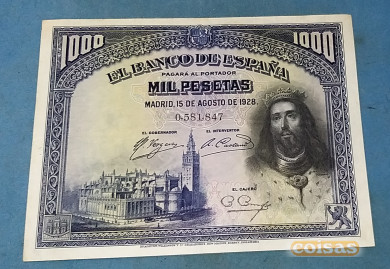 1000 1000
EL BANCO DE ESPAÑA
PAGARÁ AL PORTADOR
MIL PESETAS
MADRID, 15 DE AGOSTO DE 1928
0,581,847
EL GOBERNADOR EL INTERVENTOR
EL CAJERO
coisas